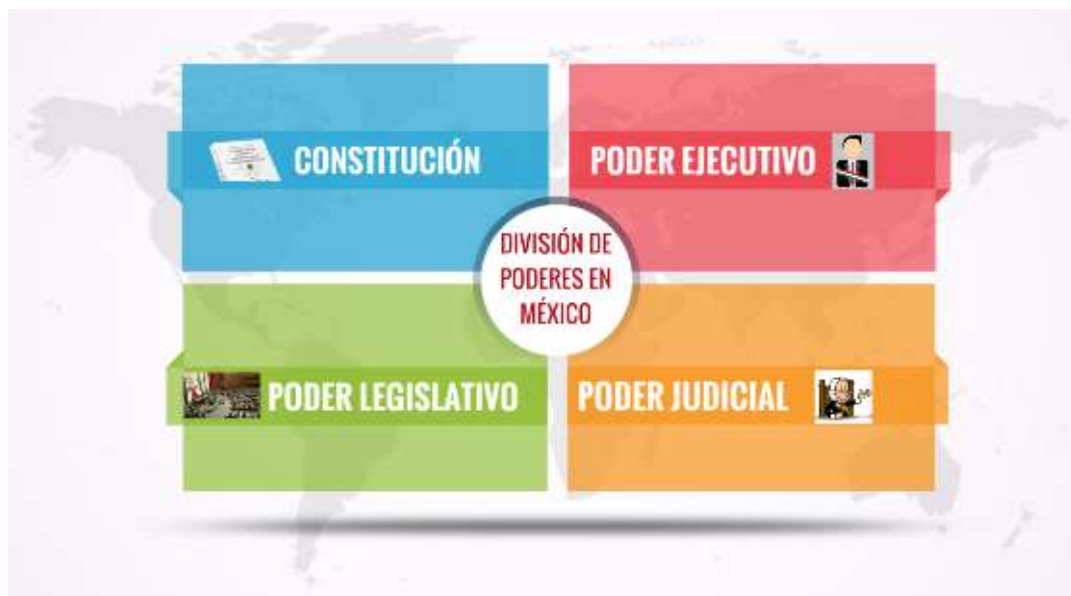 CONSTITUCIÓN
PODER EJECUTIVO
DIVISIÓN DE
PODERES EN
MÉXICO
PODER LEGISLATIVO
PODER JUDICIAL